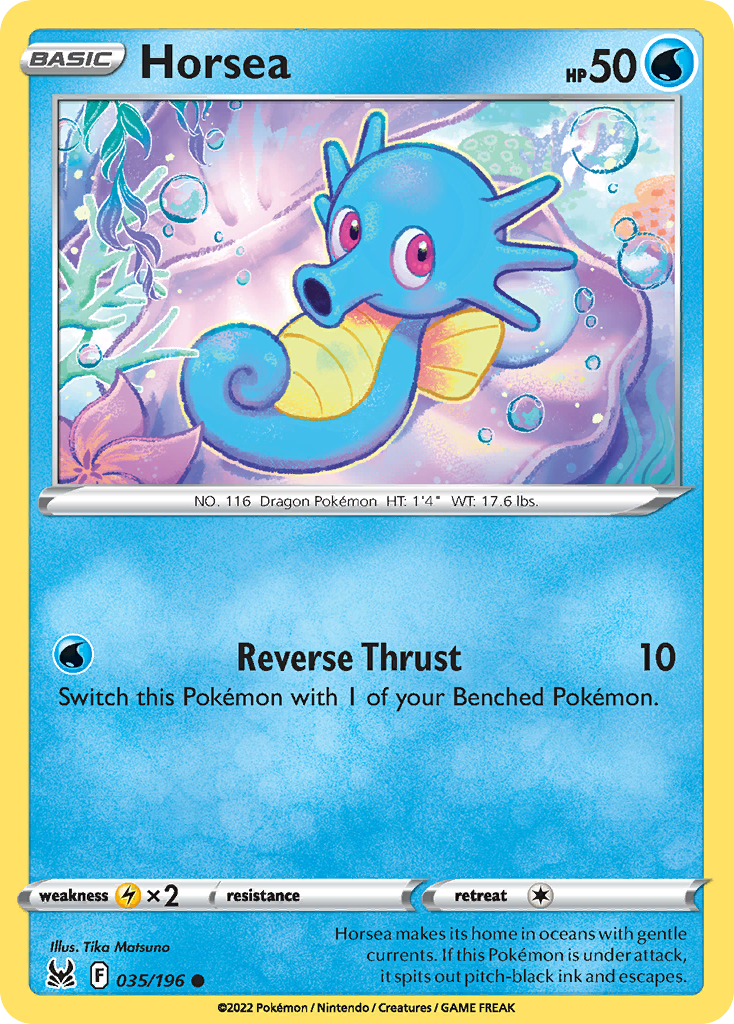 BASIC Horsea HP50
NO. 116 Dragon Pokémon HT: 1'4" WT: 17.6 lbs.
Reverse Thrust 10
Switch this Pokémon with 1 of your Benched Pokémon.
weakness ×2 resistance retreat
Illus. Tika Matsuno
Horsea makes its home in oceans with gentle
currents. If this Pokémon is under attack,
it spits out pitch-black ink and escapes.
F 035/196
©2022 Pokémon / Nintendo / Creatures / GAME FREAK